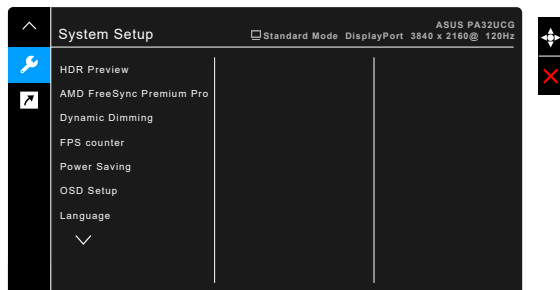 ASUS PA32UCG
System Setup
Standard Mode DisplayPort 3840 x 2160@ 120Hz
HDR Preview
AMD FreeSync Premium Pro
Dynamic Dimming
FPS counter
Power Saving
OSD Setup
Language